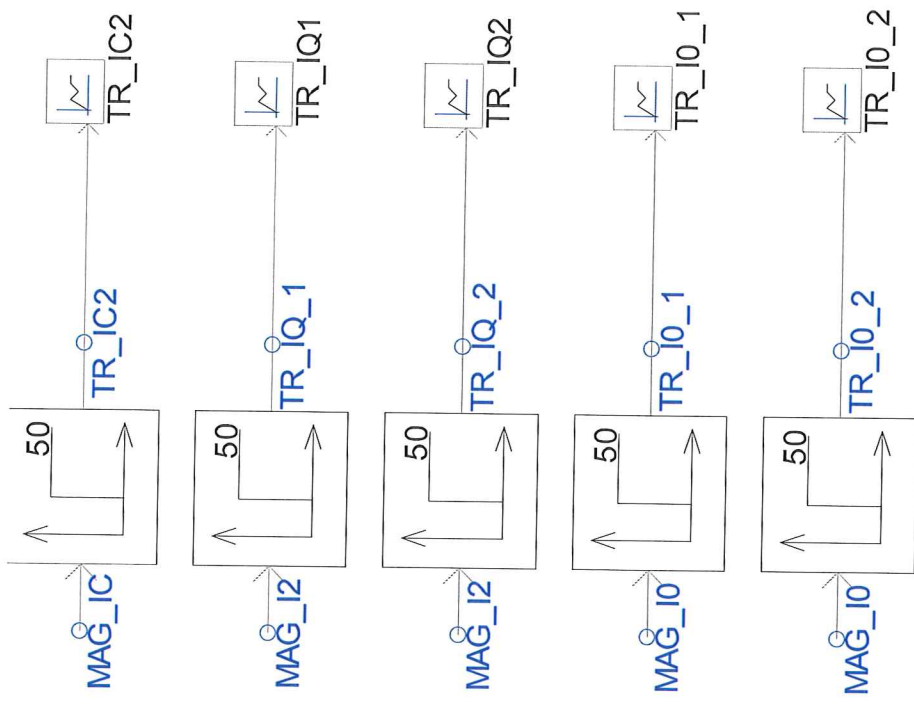 MAG_IC
50
TR_IC2
TR_IC2
MAG_I2
50
TR_IQ_1
TR_IQ1
MAG_I2
50
TR_IQ_2
TR_IQ2
MAG_I0
50
TR_I0_1
TR_I0_1
MAG_I0
50
TR_I0_2
TR_I0_2